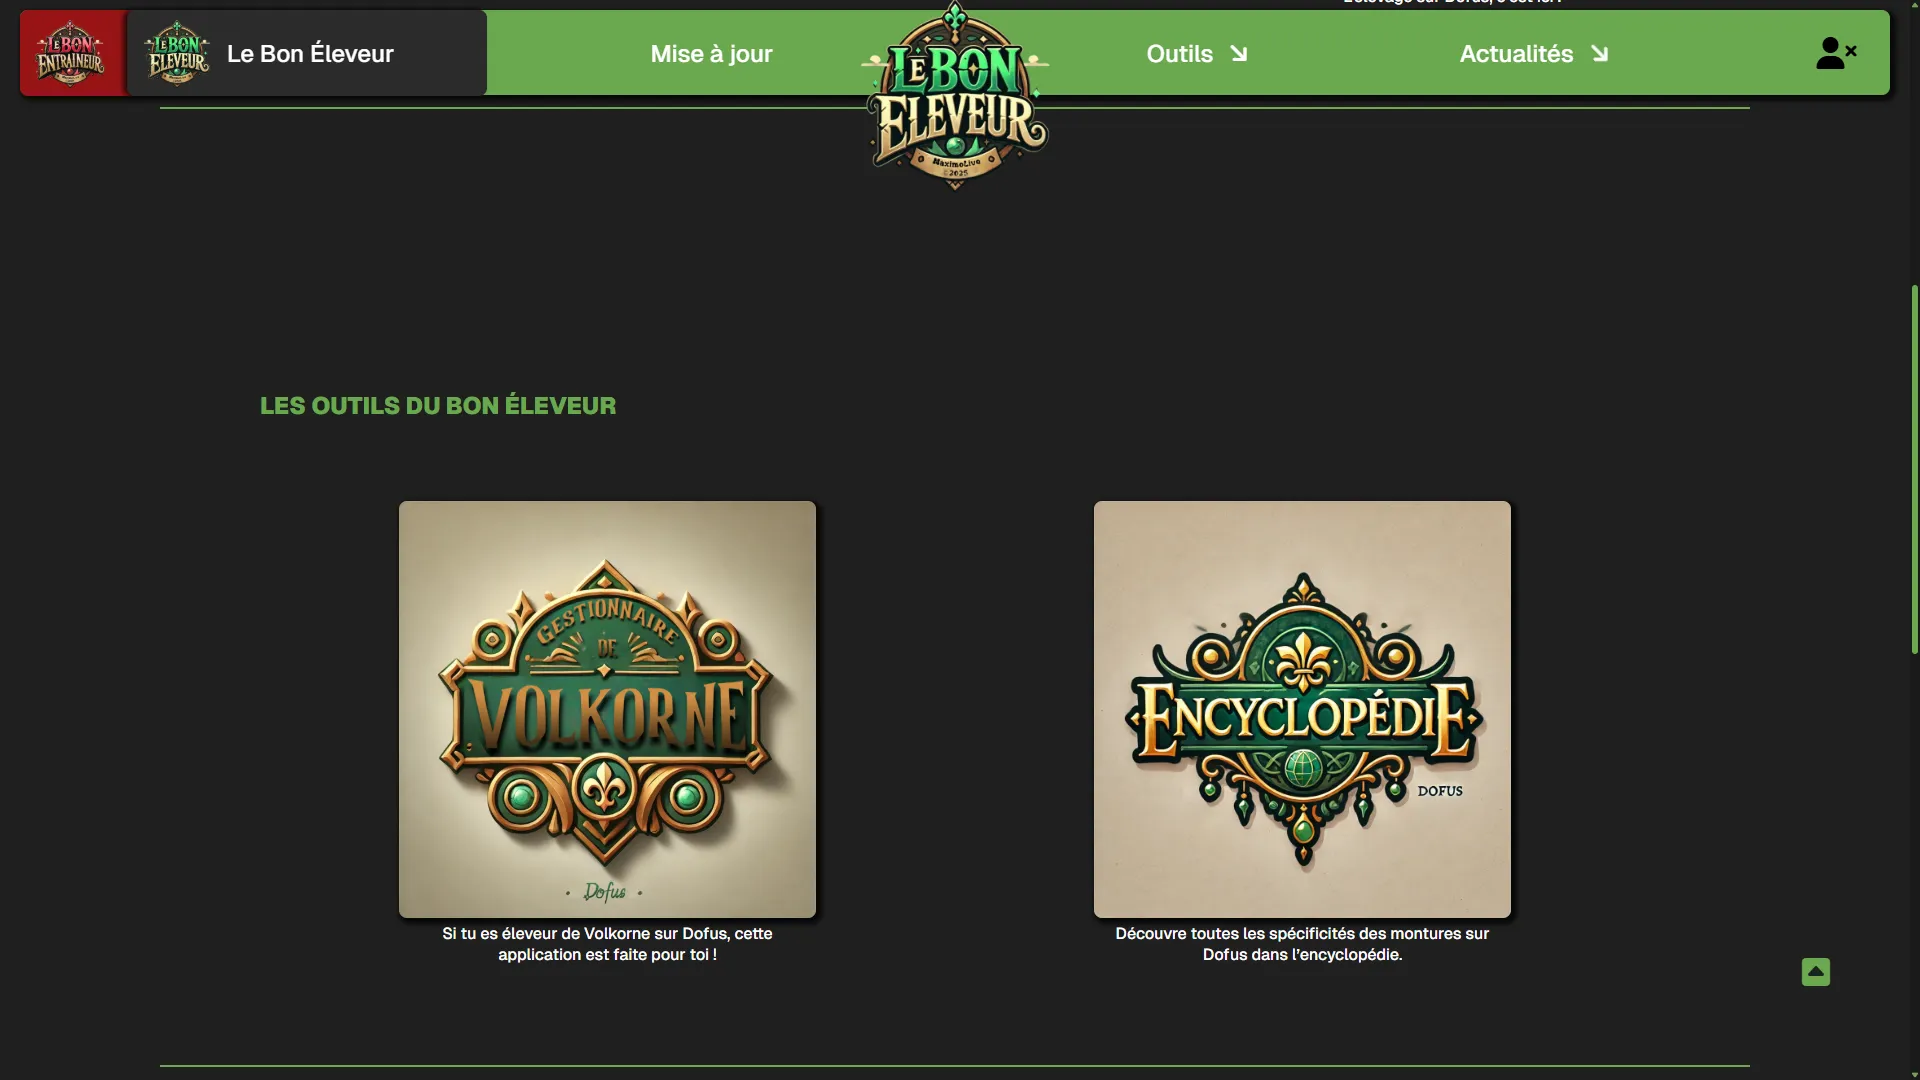 LE BON
ENTRAINEUR
LE BON
ELEVEUR
Le Bon Éleveur
Mise à jour
LE BON
ELEVEUR
MaximoLive
©2025
Outils
Actualités
LES OUTILS DU BON ÉLEVEUR
GESTIONNAIRE
DE
VOLKORNE
Dofus
Si tu es éleveur de Volkorne sur Dofus, cette
application est faite pour toi !
ENCYCLOPÉDIE
DOFUS
Découvre toutes les spécificités des montures sur
Dofus dans l'encyclopédie.